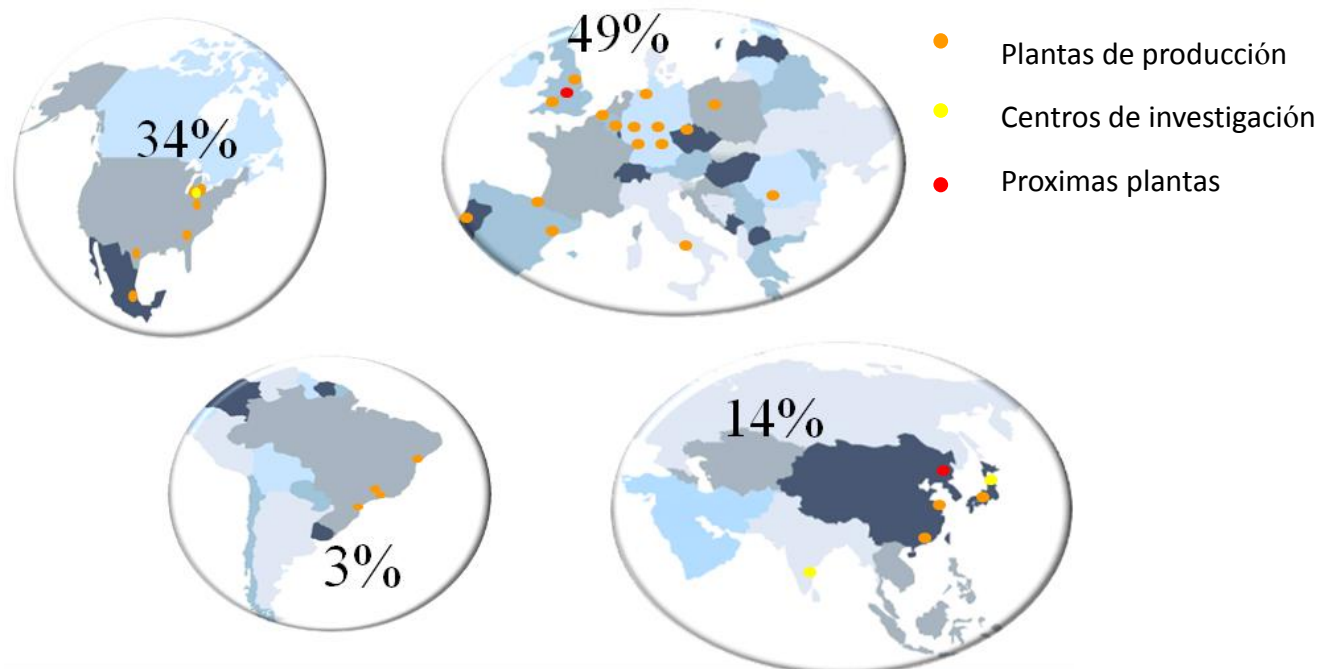 34%
49%
Plantas de producción
Centros de investigación
Proximas plantas
3%
14%